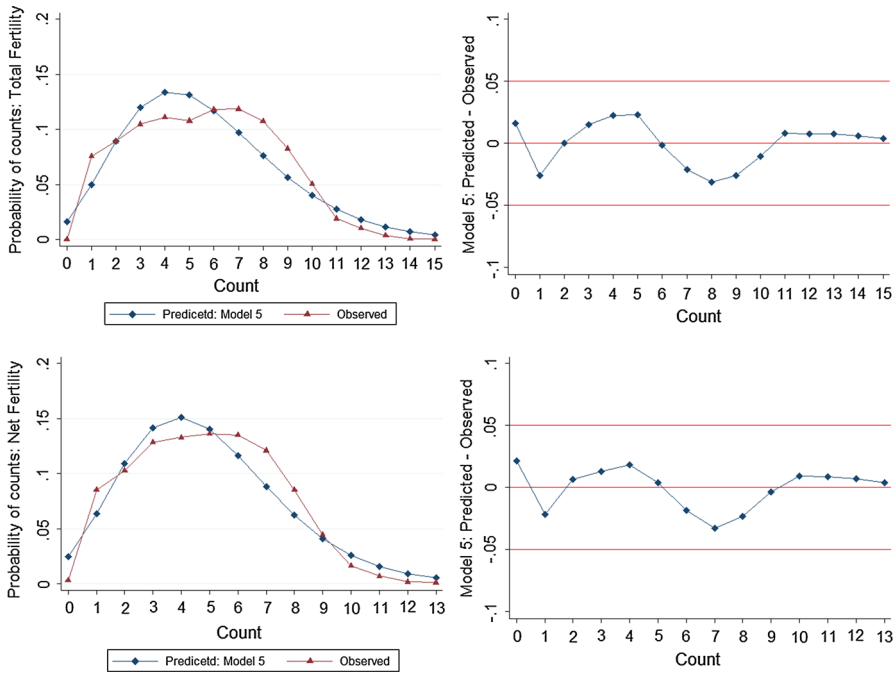 Probability of counts: Total Fertility
.2
.15
.1
.05
0
0 1 2 3 4 5 6 7 8 9 10 11 12 13 14 15
Count
Predicetd: Model 5 Observed
Model 5: Predicted - Observed
.1
.05
0
-.05
-.1
0 1 2 3 4 5 6 7 8 9 10 11 12 13 14 15
Count
Probability of counts: Net Fertility
.2
.15
.1
.05
0
0 1 2 3 4 5 6 7 8 9 10 11 12 13
Count
Predicetd: Model 5 Observed
Model 5: Predicted - Observed
.1
.05
0
-.05
-.1
0 1 2 3 4 5 6 7 8 9 10 11 12 13
Count